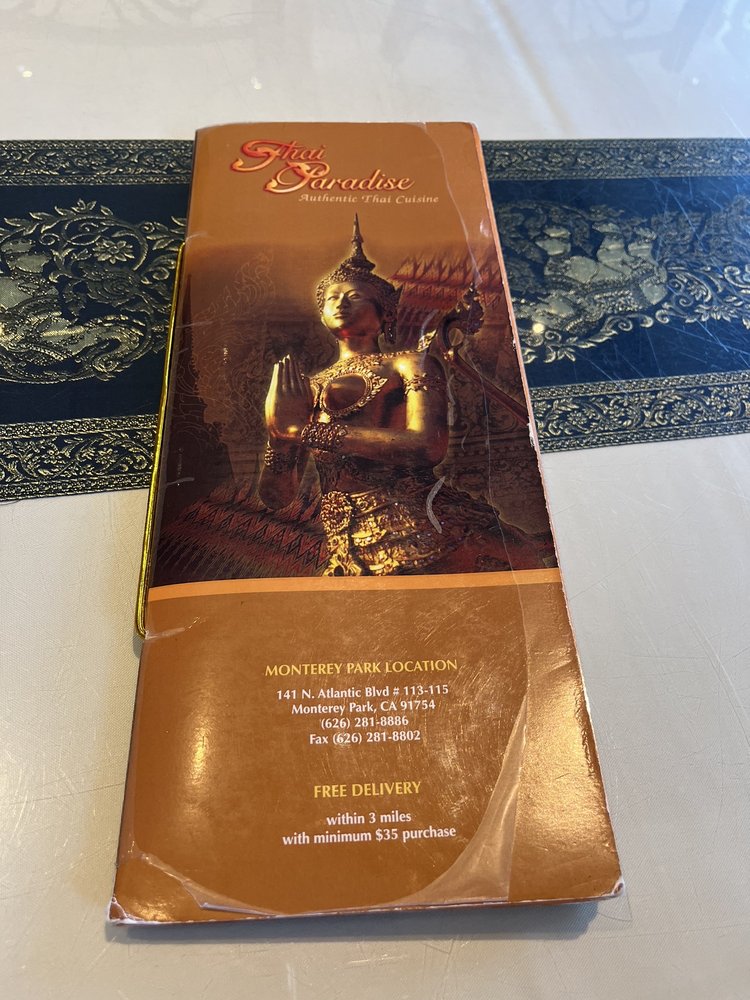 Thai
Paradise
Authentic Thai Cuisine
MONTEREY PARK LOCATION
141 N. Atlantic Blvd # 113-115
Monterey Park, CA 91754
(626) 281-8886
Fax (626) 281-8802
FREE DELIVERY
within 3 miles
with minimum $35 purchase